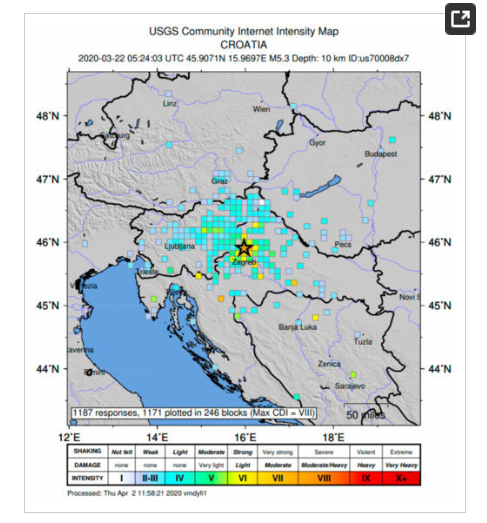 USGS Community Internet Intensity Map
CROATIA
2020-03-22 05:24:03 UTC 45.9071N 15.9697E M5.3 Depth: 10 km ID:us70008dx7
48˚N
Linz
Wien
Gyor
Budapest
47˚N
Graz
46˚N
Ljubljana
Pecs
Zagreb
Trieste
45˚N
Novi S
Banja Luka
Tuzla
44˚N
Zenica
Sarajevo
1187 responses, 1171 plotted in 246 blocks (Max CDI = VIII)
50 miles
12˚E 14˚E 16˚E 18˚E
48˚N
47˚N
46˚N
45˚N
44˚N
SHAKING Not felt Weak Light Moderate Strong Very strong Severe Violent Extreme
DAMAGE none none none Very light Light Moderate Moderate/Heavy Heavy Very Heavy
INTENSITY I II-III IV V VI VII VIII IX X+
Processed: Thu Apr 2 11:58:21 2020 vmdyfi1